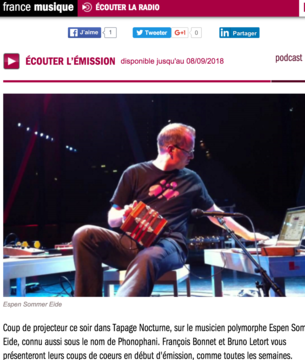 france musique ÉCOUTER LA RADIO
J'aime 1 Tweeter G+1 0 Partager
ÉCOUTER L'ÉMISSION disponible jusqu'au 08/09/2018 podcast
Espen Sommer Eide
Coup de projecteur ce soir dans Tapage Nocturne, sur le musicien polymorphe Espen Som
Eide, connu aussi sous le nom de Phonophani. François Bonnet et Bruno Letort vous
présenteront leurs coups de coeurs en début d'émission, comme toutes les semaines.